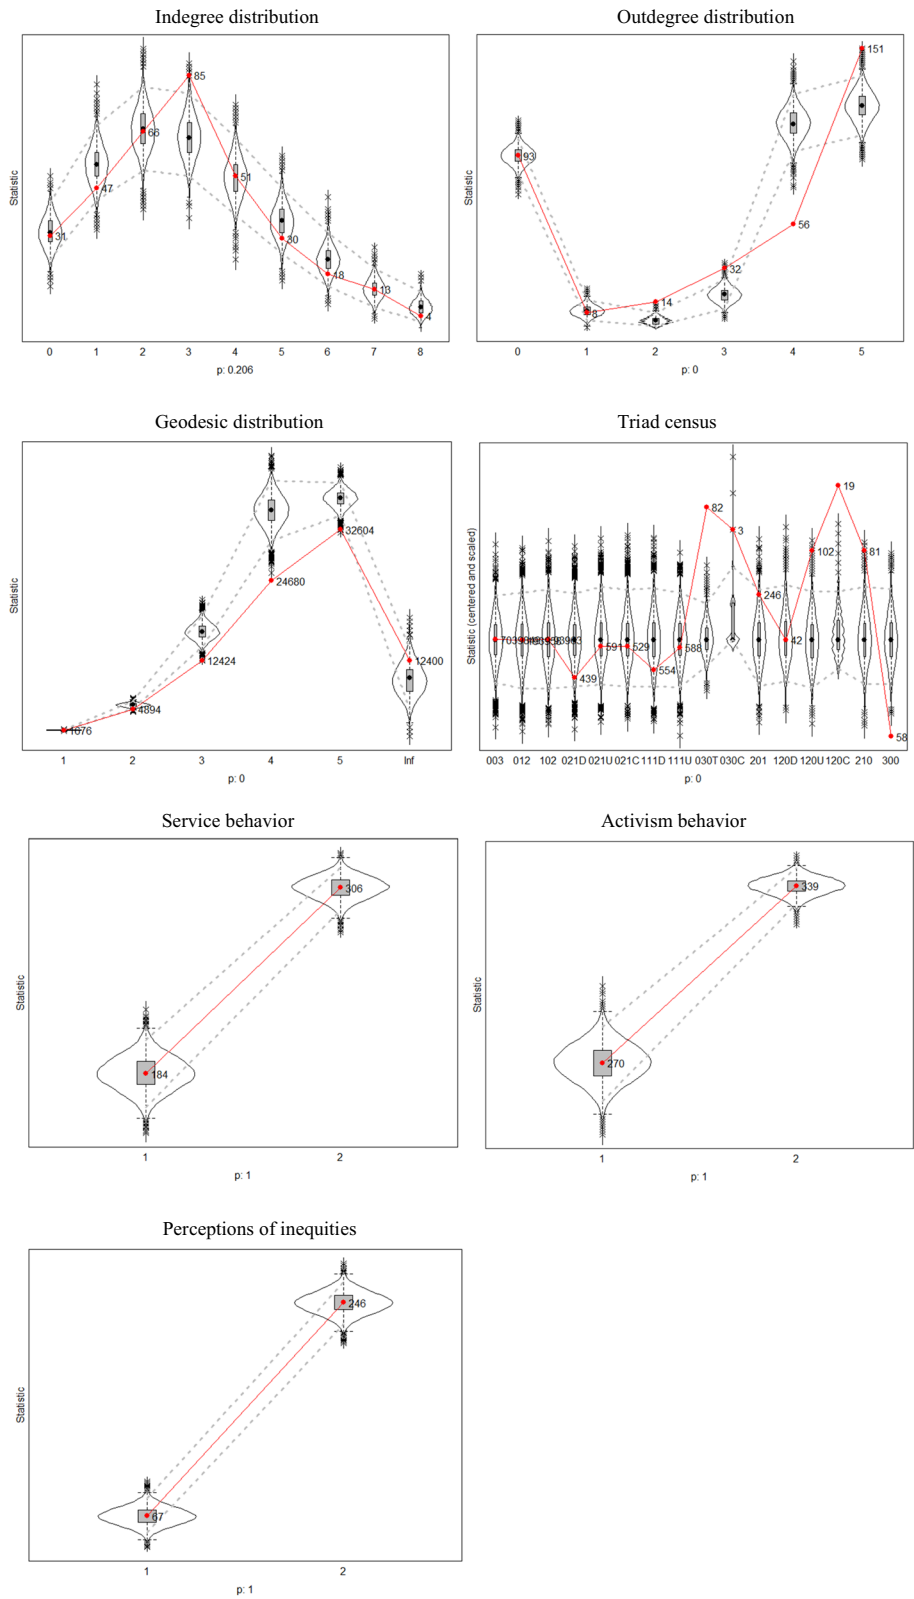 Indegree distribution
Outdegree distribution
Statistic
31
47
66
85
51
30
18
13
4
0 1 2 3 4 5 6 7 8
p: 0.206
93
8
14
32
56
151
0 1 2 3 4 5
p: 0
Geodesic distribution
Triad census
Statistic
1676
4894
12424
24680
32604
12400
1 2 3 4 5 Inf
p: 0
Statistic (centered and scaled)
439
591
529
554
588
82
3
246
42
102
19
81
58
003 012 102 021D 021U 021C 111D 111U 030T 030C 201 120D 120U 120C 210 300
p: 0
Service behavior
Activism behavior
Statistic
184
306
1 2
p: 1
Statistic
270
339
1 2
p: 1
Perceptions of inequities
Statistic
67
246
1 2
p: 1